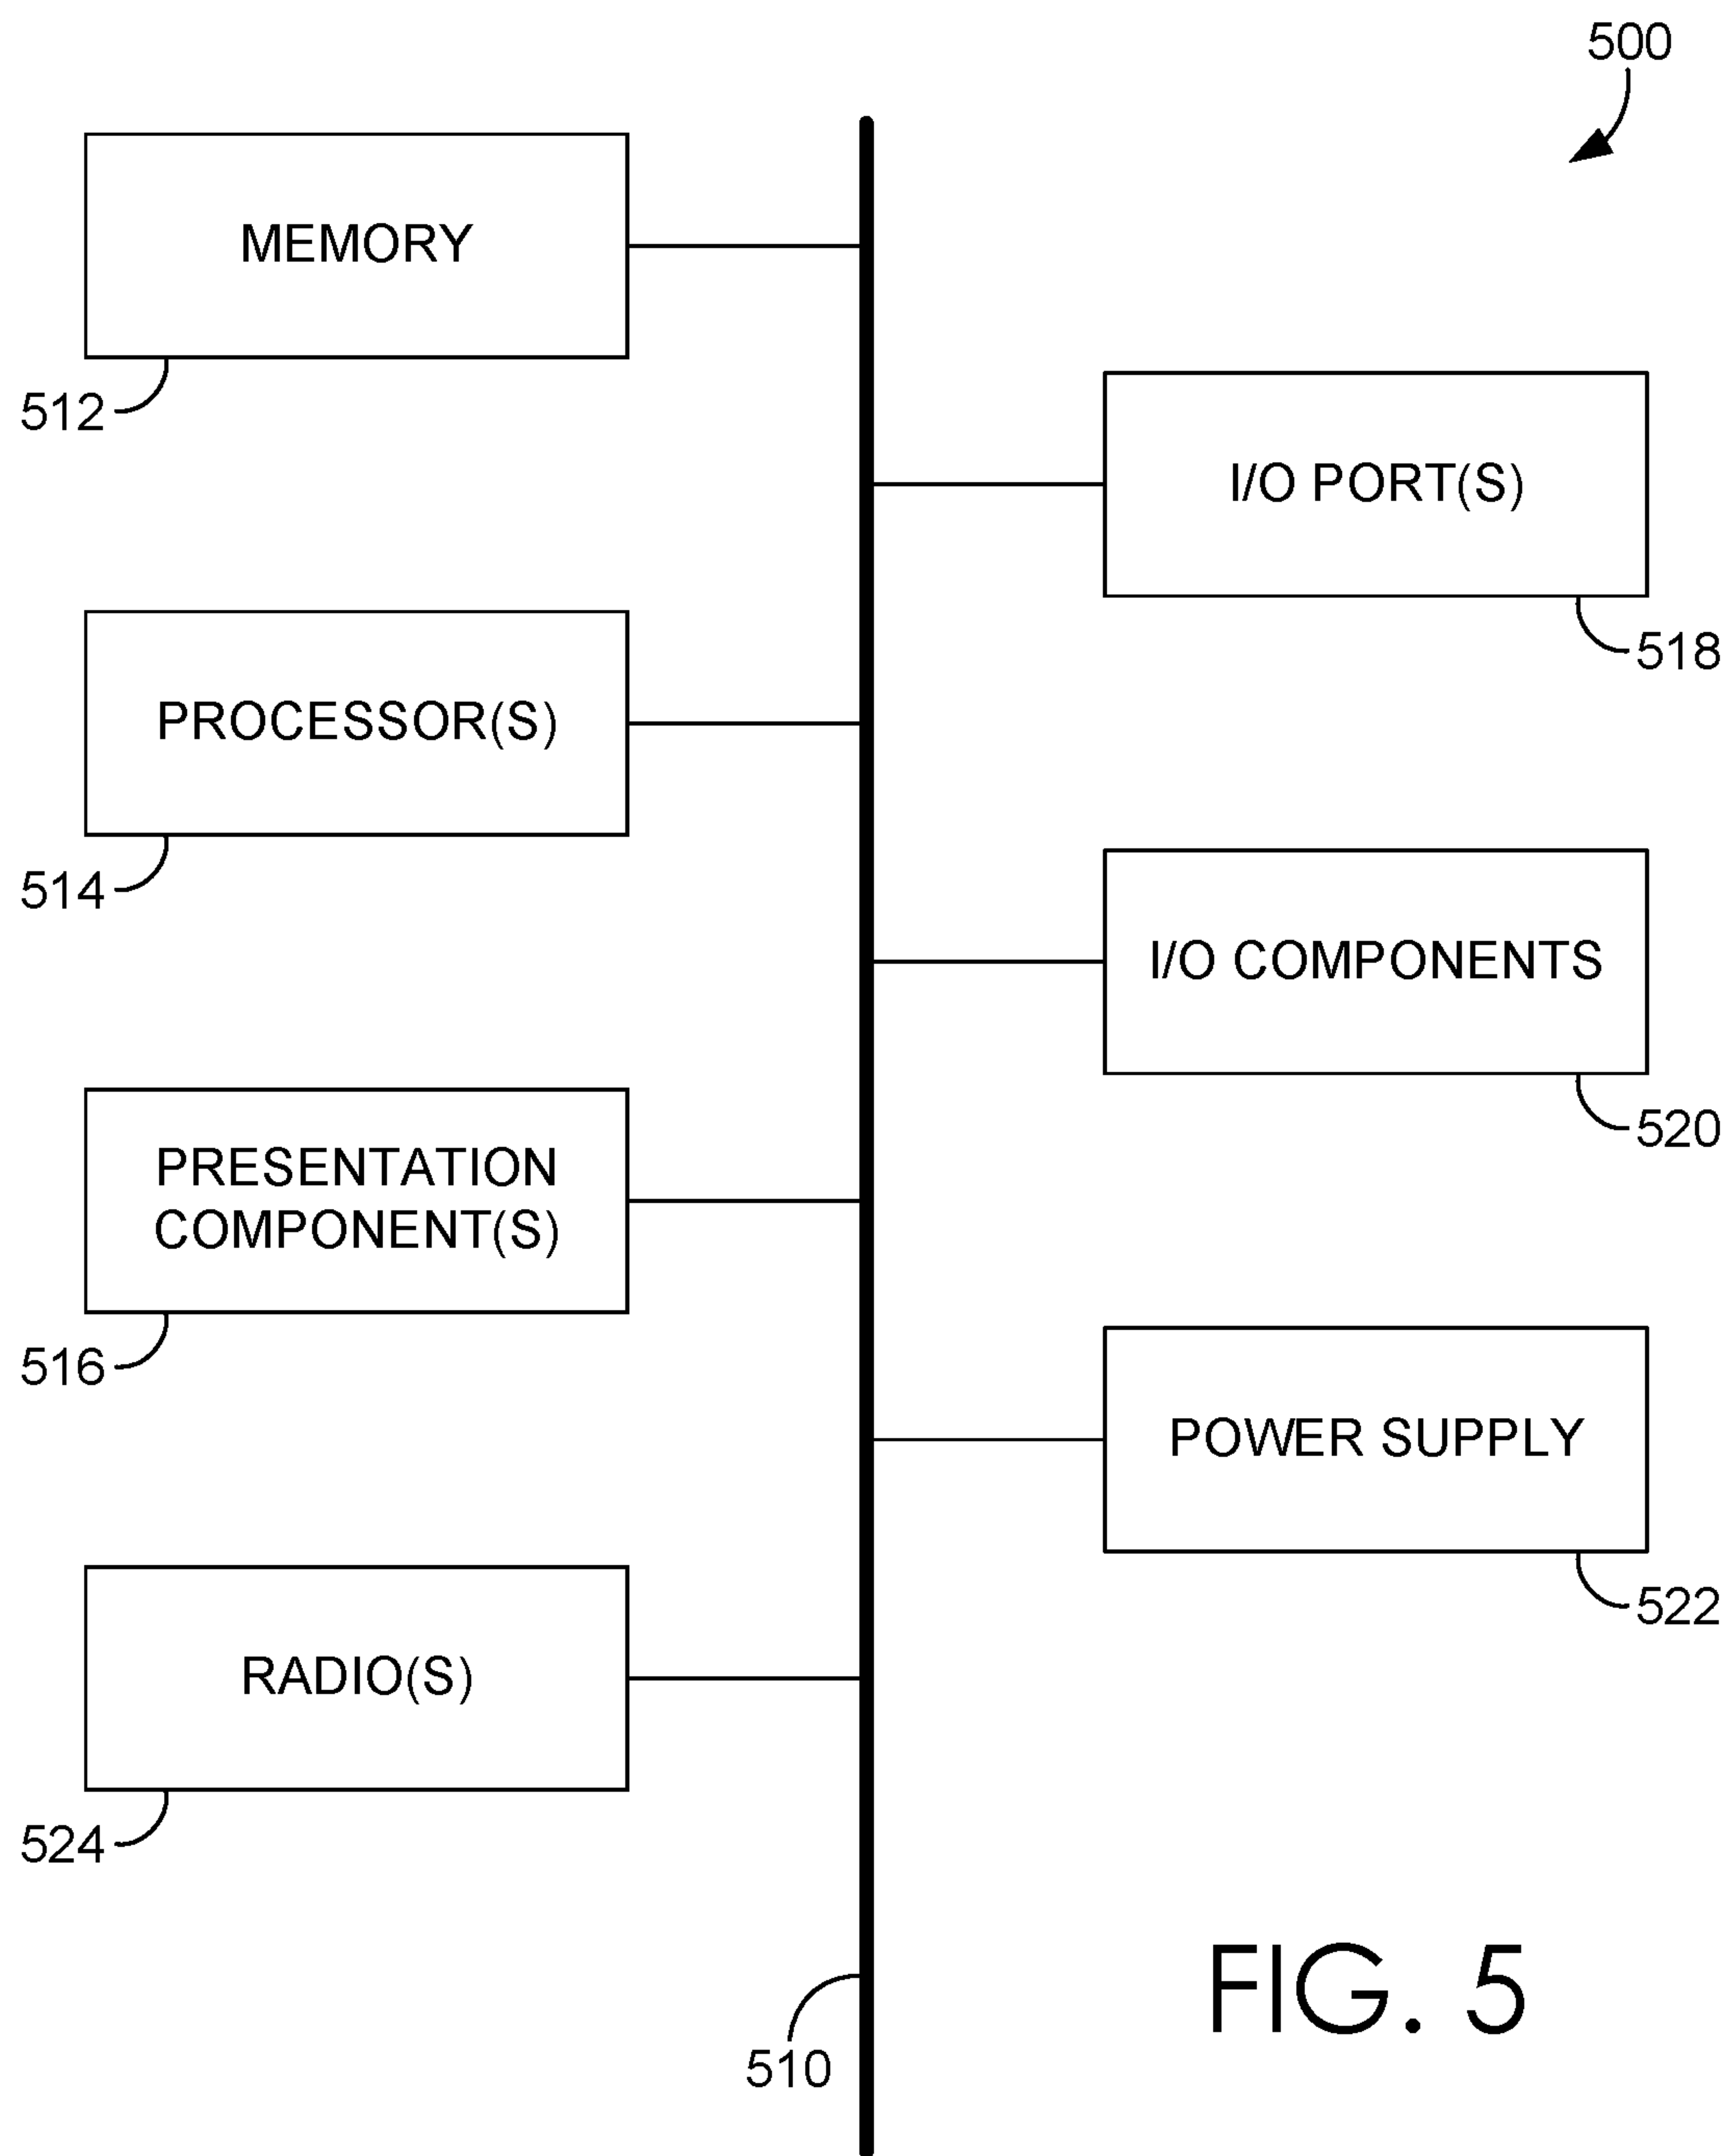 500
MEMORY
512
I/O PORT(S)
518
PROCESSOR(S)
514
I/O COMPONENTS
520
PRESENTATION
COMPONENT(S)
516
POWER SUPPLY
522
RADIO(S)
524
510
FIG. 5